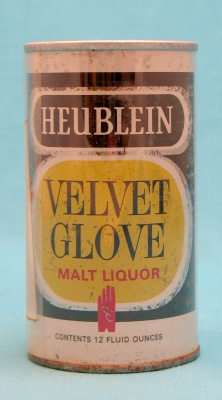 HEUBLEIN
VELVET
GLOVE
MALT LIQUOR
CONTENTS 12 FLUID OUNCES